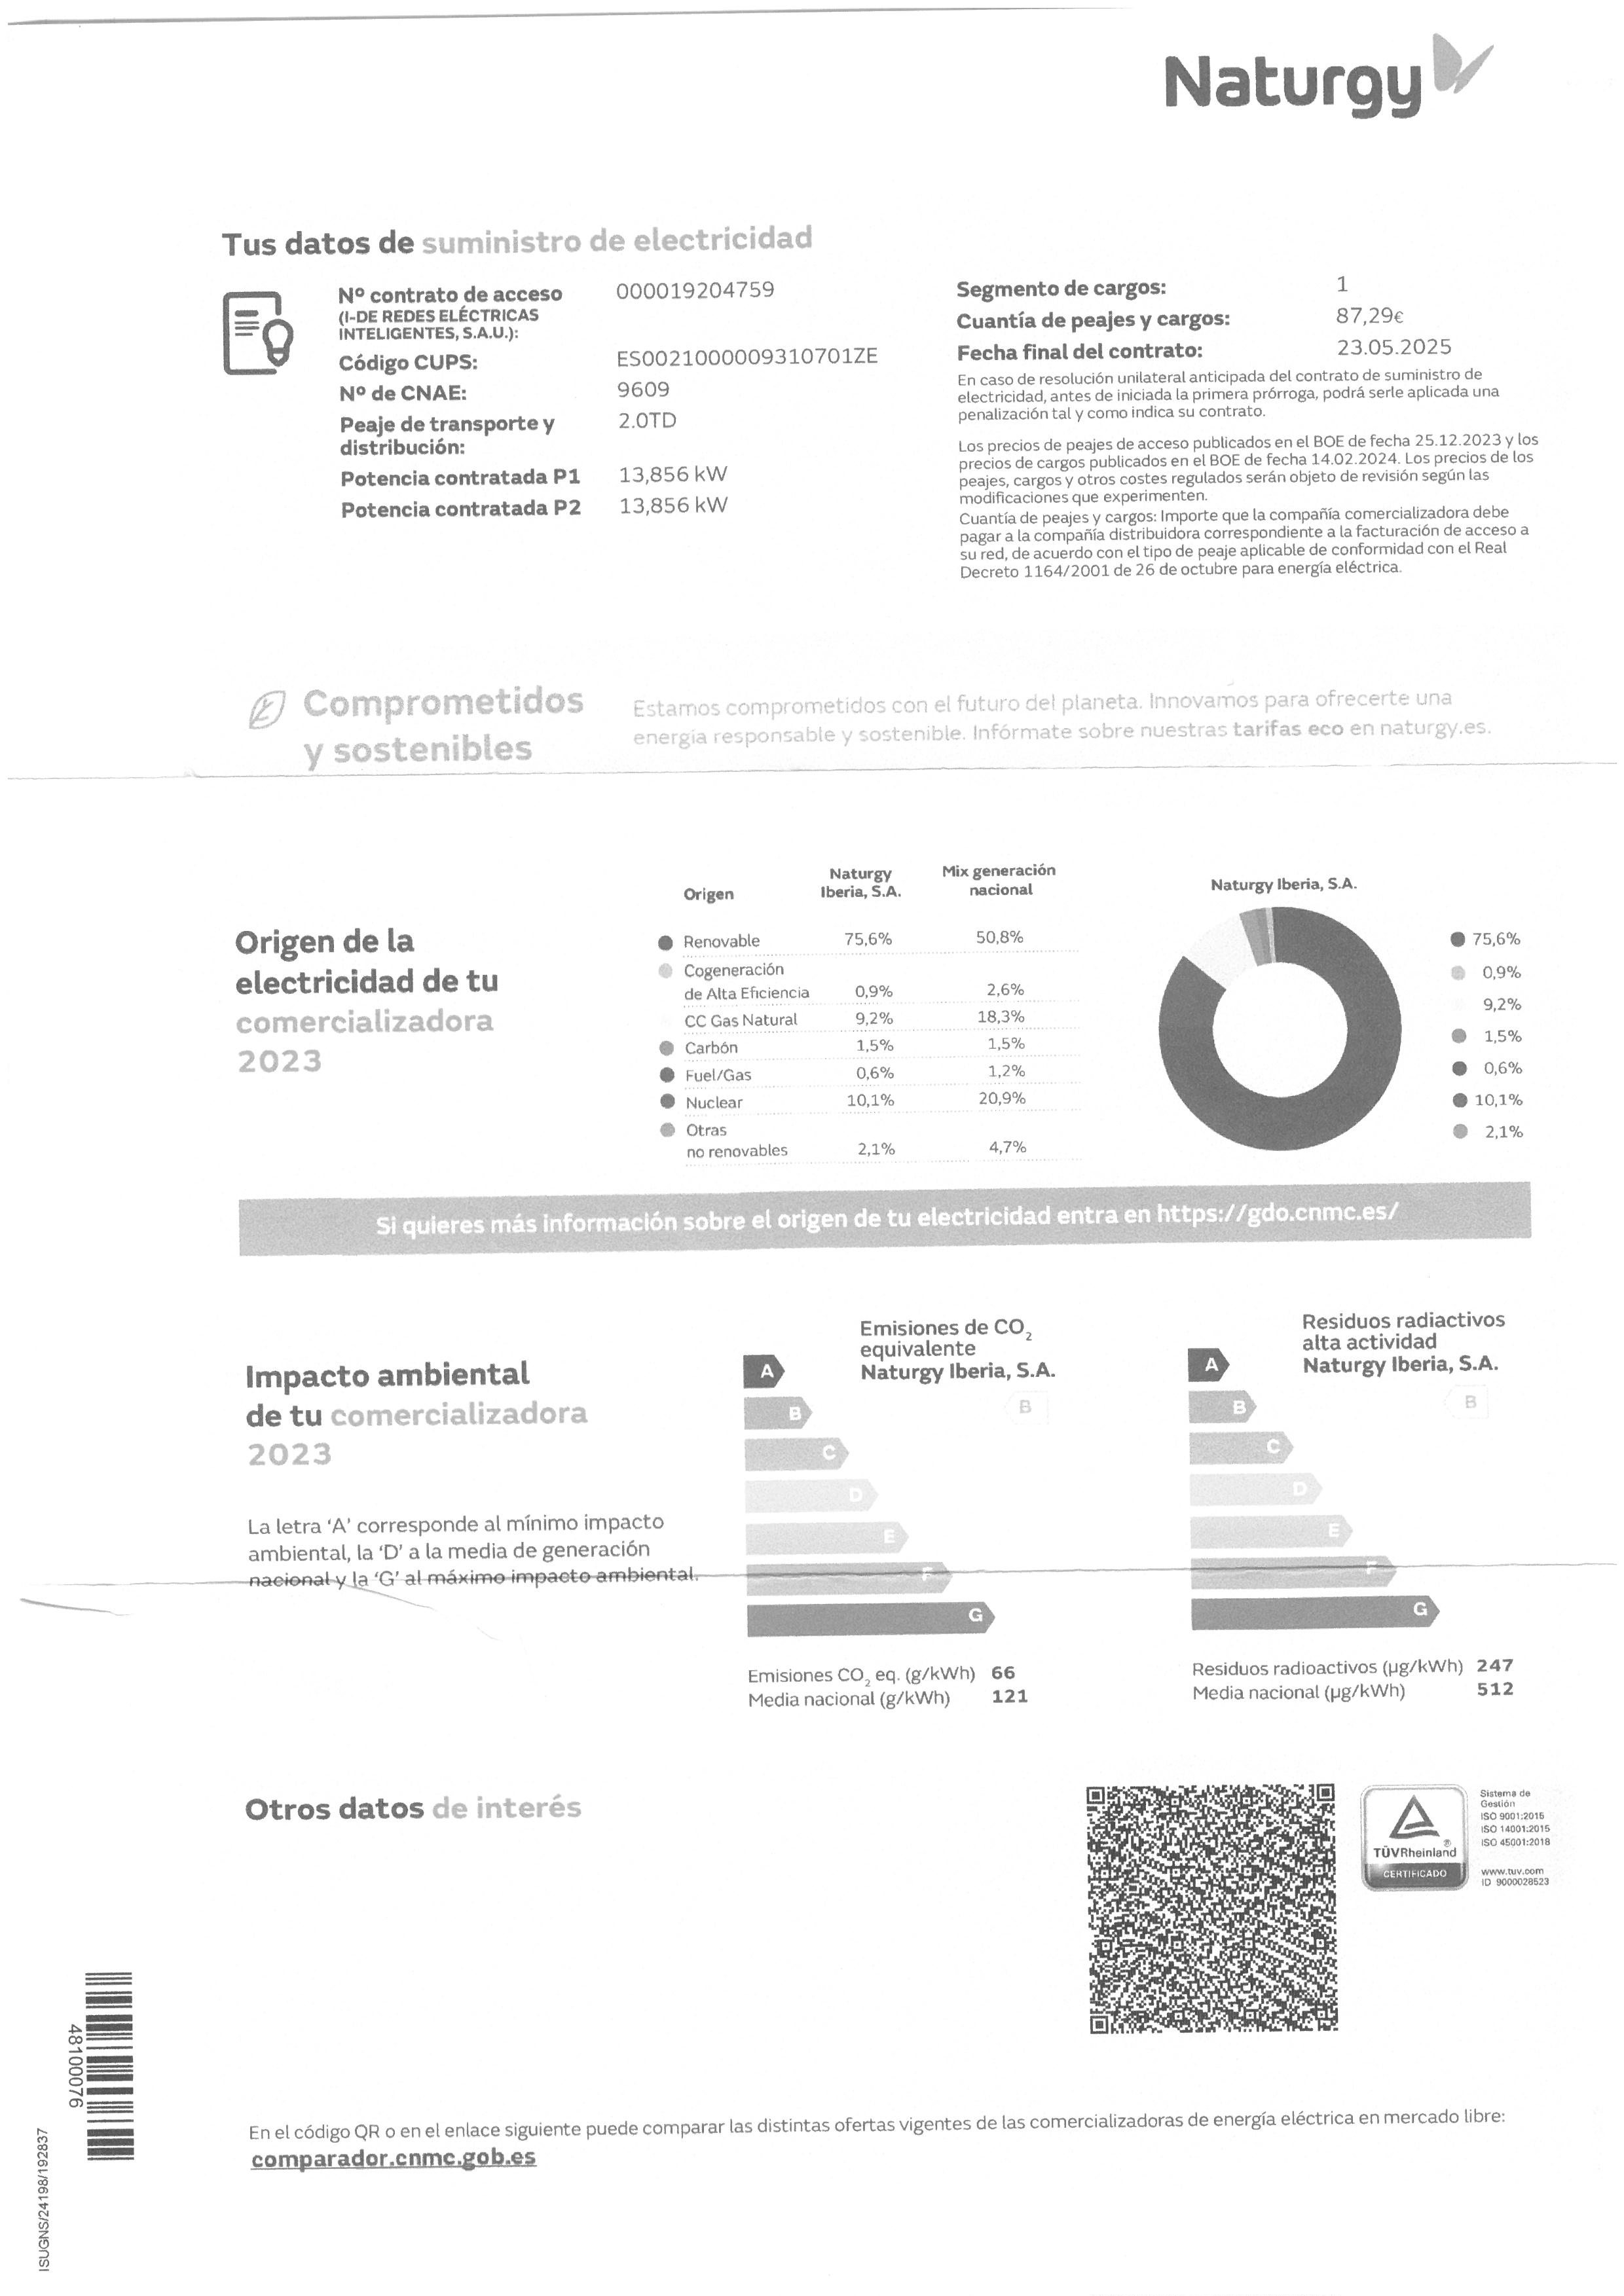 Naturgy
Tus datos de suministro de electricidad
Nº contrato de acceso 000019204759
(I-DE REDES ELÉCTRICAS
INTELIGENTES, S.A.U.):
Código CUPS: ES0021000009310701ZE
Nº de CNAE: 9609
Peaje de transporte y 2.0TD
distribución:
Potencia contratada P1 13,856 kW
Potencia contratada P2 13,856 kW
Segmento de cargos: 1
Cuantía de peajes y cargos: 87,29€
Fecha final del contrato: 23.05.2025
En caso de resolución unilateral anticipada del contrato de suministro de
electricidad, antes de iniciada la primera prórroga, podrá serle aplicada una
penalización tal y como indica su contrato.
Los precios de peajes de acceso publicados en el BOE de fecha 25.12.2023 y los
precios de cargos publicados en el BOE de fecha 14.02.2024. Los precios de los
peajes, cargos y otros costes regulados serán objeto de revisión según las
modificaciones que experimenten.
Cuantía de peajes y cargos: Importe que la compañía comercializadora debe
pagar a la compañía distribuidora correspondiente a la facturación de acceso a
su red, de acuerdo con el tipo de peaje aplicable de conformidad con el Real
Decreto 1164/2001 de 26 de octubre para energía eléctrica.
Comprometidos
y sostenibles
Estamos comprometidos con el futuro del planeta. Innovamos para ofrecerte una
energía responsable y sostenible. Infórmate sobre nuestras tarifas eco en naturgy.es.
Origen de la
electricidad de tu
comercializadora
2023
Origen Naturgy Iberia, S.A. Mix generación nacional
Renovable 75,6% 50,8%
Cogeneración
de Alta Eficiencia 0,9% 2,6%
CC Gas Natural 9,2% 18,3%
Carbón 1,5% 1,5%
Fuel/Gas 0,6% 1,2%
Nuclear 10,1% 20,9%
Otras
no renovables 2,1% 4,7%
Naturgy Iberia, S.A.
75,6%
0,9%
9,2%
1,5%
0,6%
10,1%
2,1%
Si quieres más información sobre el origen de tu electricidad entra en https://gdo.cnmc.es/
Impacto ambiental
de tu comercializadora
2023
La letra ‘A’ corresponde al mínimo impacto
ambiental, la ‘D’ a la media de generación
nacional y la ‘G’ al máximo impacto ambiental.
Emisiones de CO₂
equivalente
Naturgy Iberia, S.A.
A
B B
C
D
E
F
G
Emisiones CO₂ eq. (g/kWh) 66
Media nacional (g/kWh) 121
Residuos radiactivos
alta actividad
Naturgy Iberia, S.A.
A
B B
C
D
E
F
G
Residuos radioactivos (µg/kWh) 247
Media nacional (µg/kWh) 512
Otros datos de interés
TÜVRheinland ®
CERTIFICADO
Sistema de
Gestión
ISO 9001:2015
ISO 14001:2015
ISO 45001:2018
www.tuv.com
ID 9000028523
48100076
ISUGNS/24198/192837
En el código QR o en el enlace siguiente puede comparar las distintas ofertas vigentes de las comercializadoras de energía eléctrica en mercado libre:
comparador.cnmc.gob.es